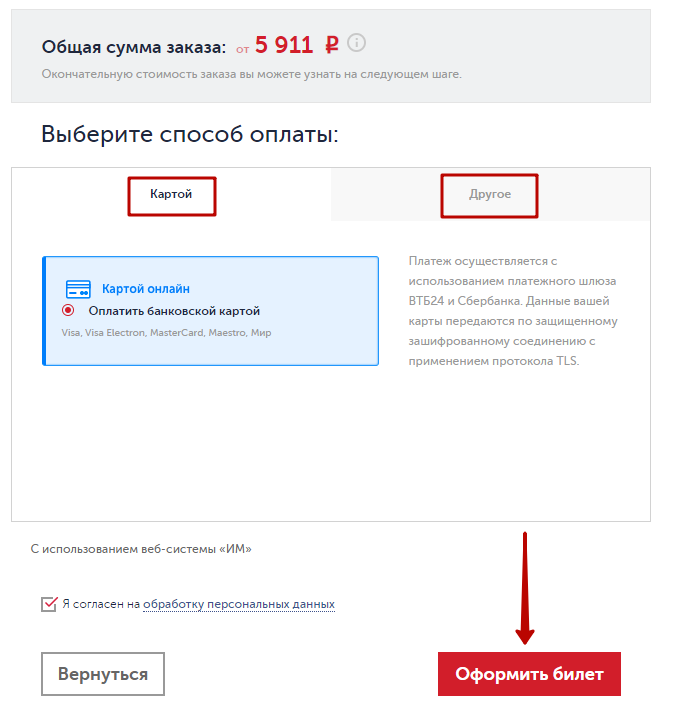 Общая сумма заказа: от 5 911 ₽
Окончательную стоимость заказа вы можете узнать на следующем шаге.
Выберите способ оплаты:
Картой
Другое
Картой онлайн
Оплатить банковской картой
Visa, Visa Electron, MasterCard, Maestro, Мир
Платеж осуществляется с
использованием платежного шлюза
ВТБ24 и Сбербанка. Данные вашей
карты передаются по защищенному
зашифрованному соединению с
применением протокола TLS.
С использованием веб-системы «ИМ»
Я согласен на обработку персональных данных
Вернуться
Оформить билет